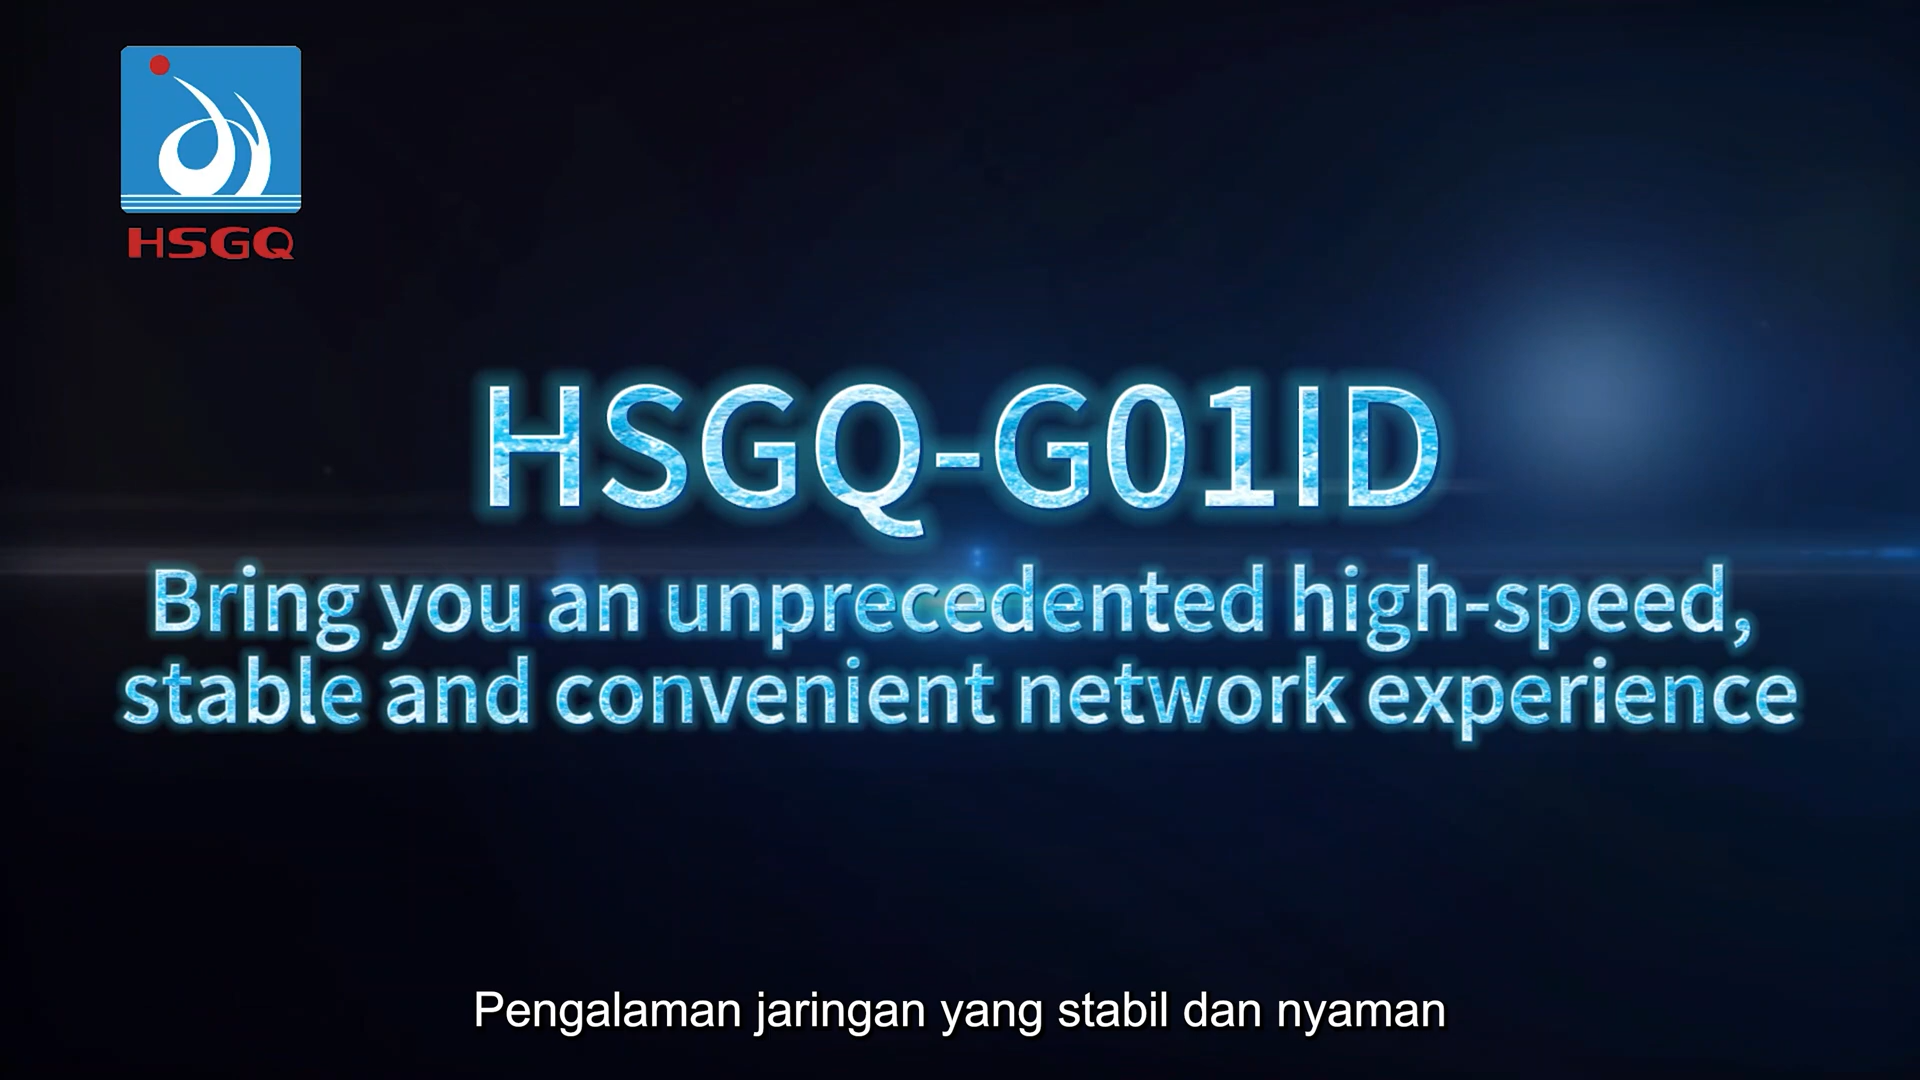 HSGQ
HSGQ-G01ID
Bring you an unprecedented high-speed,
stable and convenient network experience
Pengalaman jaringan yang stabil dan nyaman